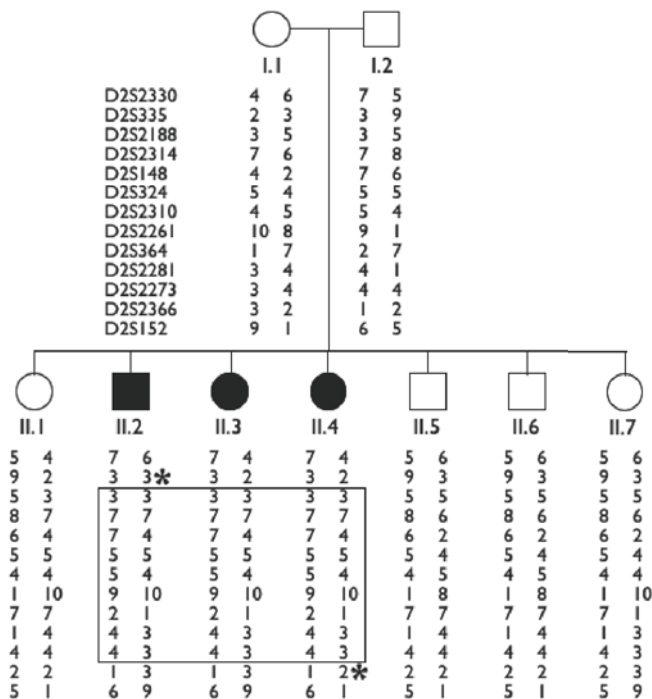 I.1 I.2
D2S2330 4 6 7 5
D2S335 2 3 3 9
D2S2188 3 5 3 5
D2S2314 7 6 7 8
D2S148 4 2 7 6
D2S324 5 4 5 5
D2S2310 4 5 5 4
D2S2261 10 8 9 1
D2S364 1 7 2 7
D2S2281 3 4 4 1
D2S2273 3 4 4 4
D2S2366 3 2 1 2
D2S152 9 1 6 5
II.1 II.2 II.3 II.4 II.5 II.6 II.7
5 4 7 6 7 4 7 4 5 6 5 6 5 6
9 2 3 3* 3 2 3 2 9 3 9 3 9 3
5 3 3 3 3 3 3 3 5 5 5 5 5 5
8 7 7 7 7 7 7 7 8 6 8 6 8 6
6 4 7 4 7 4 7 4 6 2 6 2 6 2
5 5 5 5 5 5 5 5 5 4 5 4 5 4
4 4 5 4 5 4 5 4 4 5 4 5 4 4
1 10 9 10 9 10 9 10 1 8 1 8 1 10
7 7 2 1 2 1 2 1 7 7 7 7 7 1
1 4 4 3 4 3 4 3 1 4 1 4 1 3
4 4 4 3 4 3 4 3 4 4 4 4 4 3
2 2 1 3 1 3 1 2* 2 2 2 2 2 3
5 1 6 9 6 9 6 1 5 1 5 1 5 9